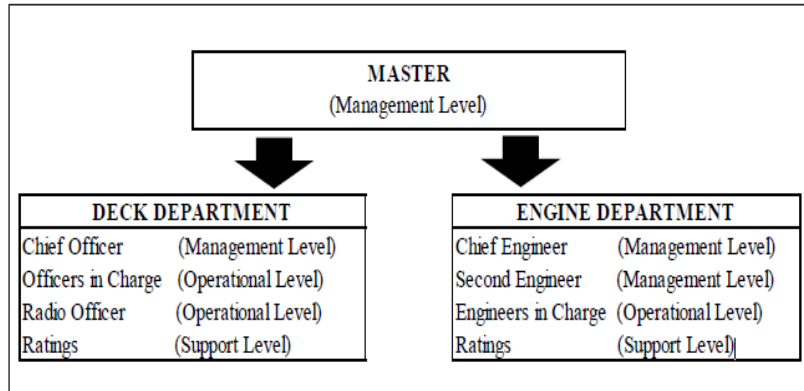 MASTER
(Management Level)
DECK DEPARTMENT
Chief Officer (Management Level)
Officers in Charge (Operational Level)
Radio Officer (Operational Level)
Ratings (Support Level)
ENGINE DEPARTMENT
Chief Engineer (Management Level)
Second Engineer (Management Level)
Engineers in Charge (Operational Level)
Ratings (Support Level)